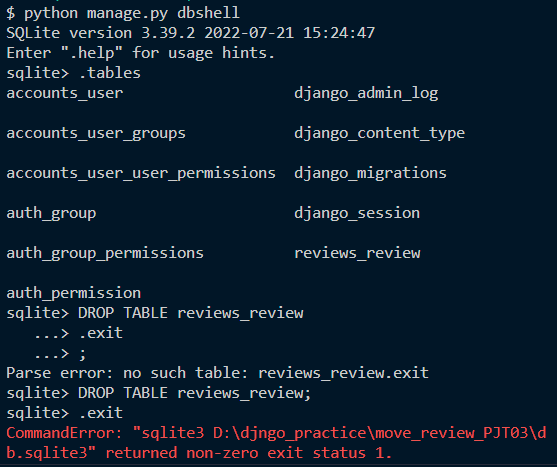 $ python manage.py dbshell
SQLite version 3.39.2 2022-07-21 15:24:47
Enter ".help" for usage hints.
sqlite> .tables
accounts_user                django_admin_log
accounts_user_groups         django_content_type
accounts_user_user_permissions  django_migrations
auth_group                   django_session
auth_group_permissions       reviews_review
auth_permission
sqlite> DROP TABLE reviews_review
   ...> .exit
   ...> ;
Parse error: no such table: reviews_review.exit
sqlite> DROP TABLE reviews_review;
sqlite> .exit
CommandError: "sqlite3 D:\djngo_practice\move_review_PJT03\d
b.sqlite3" returned non-zero exit status 1.